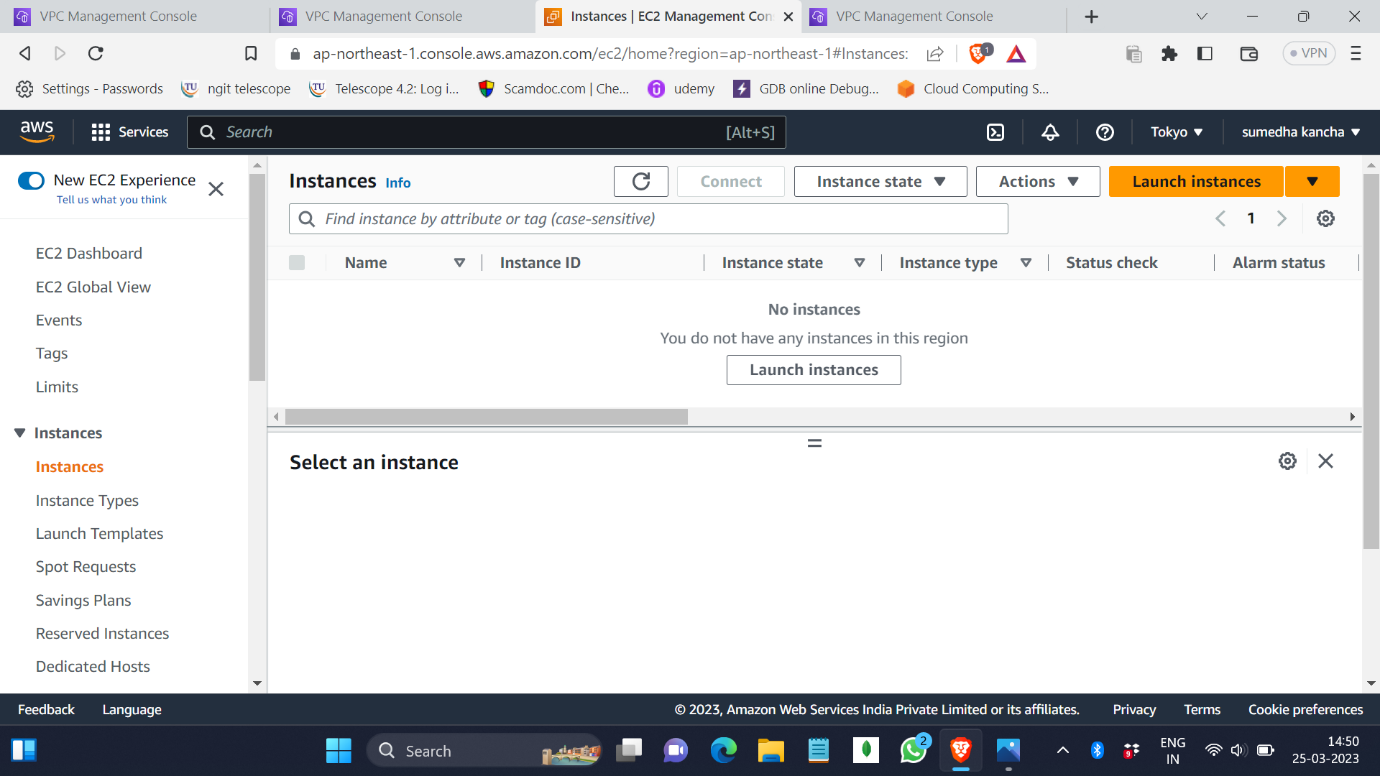 VPC Management Console
VPC Management Console
Instances | EC2 Management Con
VPC Management Console
ap-northeast-1.console.aws.amazon.com/ec2/home?region=ap-northeast-1#Instances:
1
VPN
Settings - Passwords
TU
ngit telescope
TU
Telescope 4.2: Log i...
Scamdoc.com | Che...
udemy
GDB online Debug...
Cloud Computing S...
aws
Services
Search
[Alt+S]
Tokyo
sumedha kancha
New EC2 Experience
Tell us what you think
EC2 Dashboard
EC2 Global View
Events
Tags
Limits
Instances
Instances
Instance Types
Launch Templates
Spot Requests
Savings Plans
Reserved Instances
Dedicated Hosts
Instances Info
Connect
Instance state
Actions
Launch instances
Find instance by attribute or tag (case-sensitive)
1
Name
Instance ID
Instance state
Instance type
Status check
Alarm status
No instances
You do not have any instances in this region
Launch instances
Select an instance
Feedback
Language
© 2023, Amazon Web Services India Private Limited or its affiliates.
Privacy
Terms
Cookie preferences
Search
2
9
ENG
IN
14:50
25-03-2023